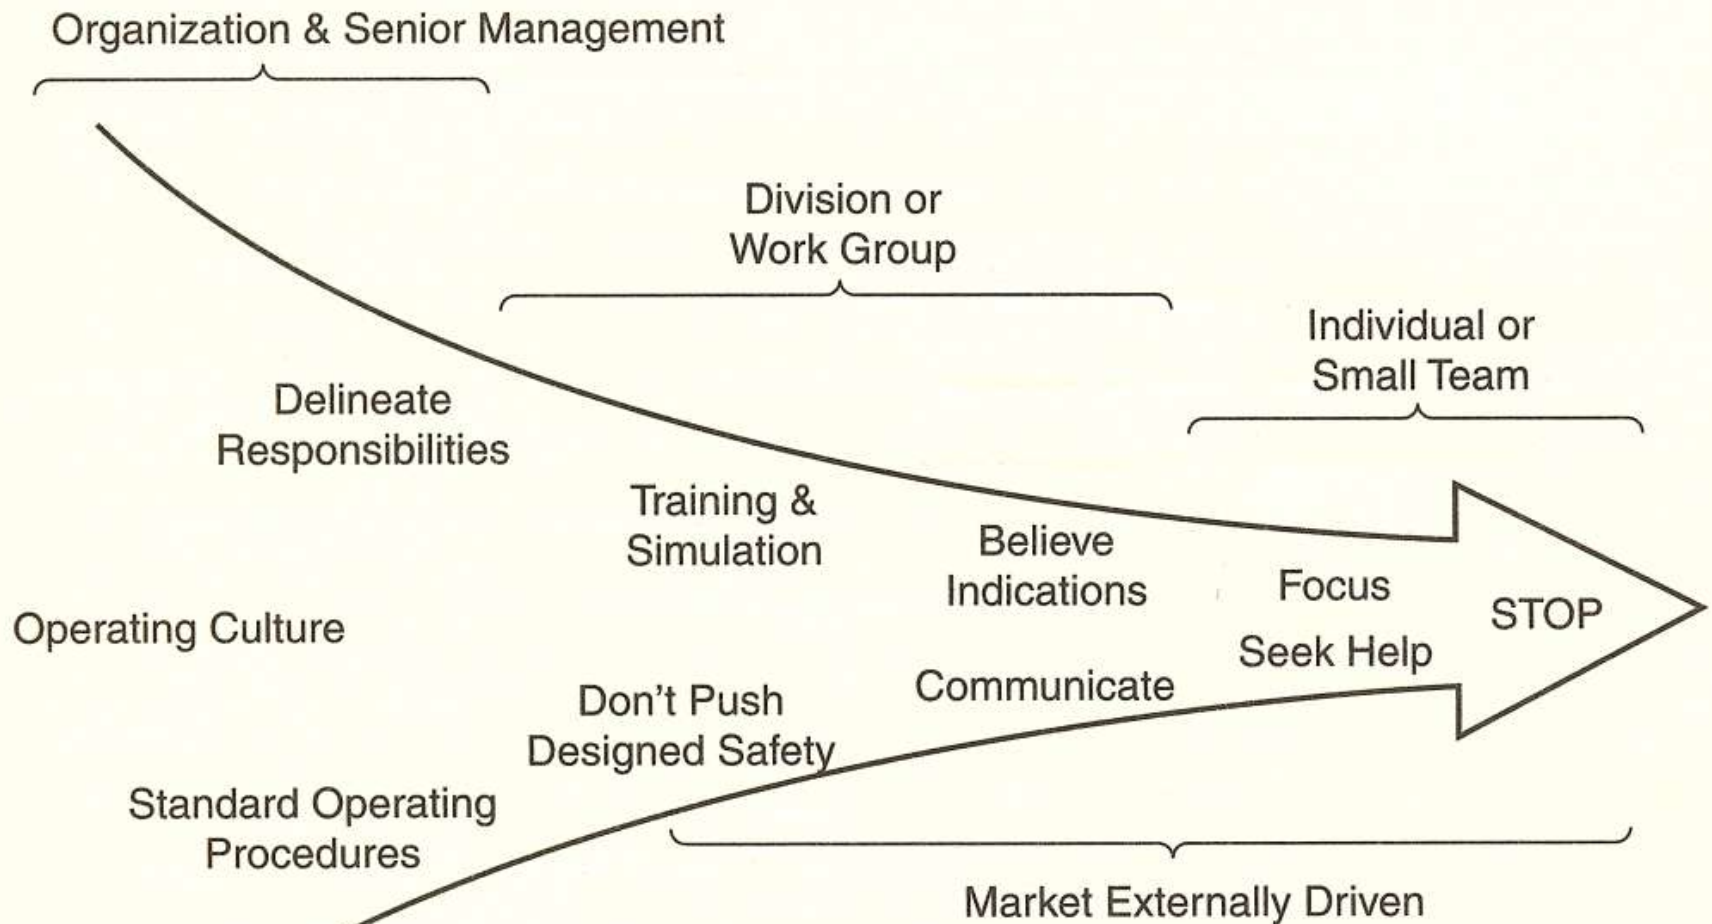 Organization & Senior Management
Division or
Work Group
Individual or
Small Team
Delineate
Responsibilities
Training &
Simulation
Believe
Indications
Focus
STOP
Operating Culture
Seek Help
Communicate
Don't Push
Designed Safety
Standard Operating
Procedures
Market Externally Driven